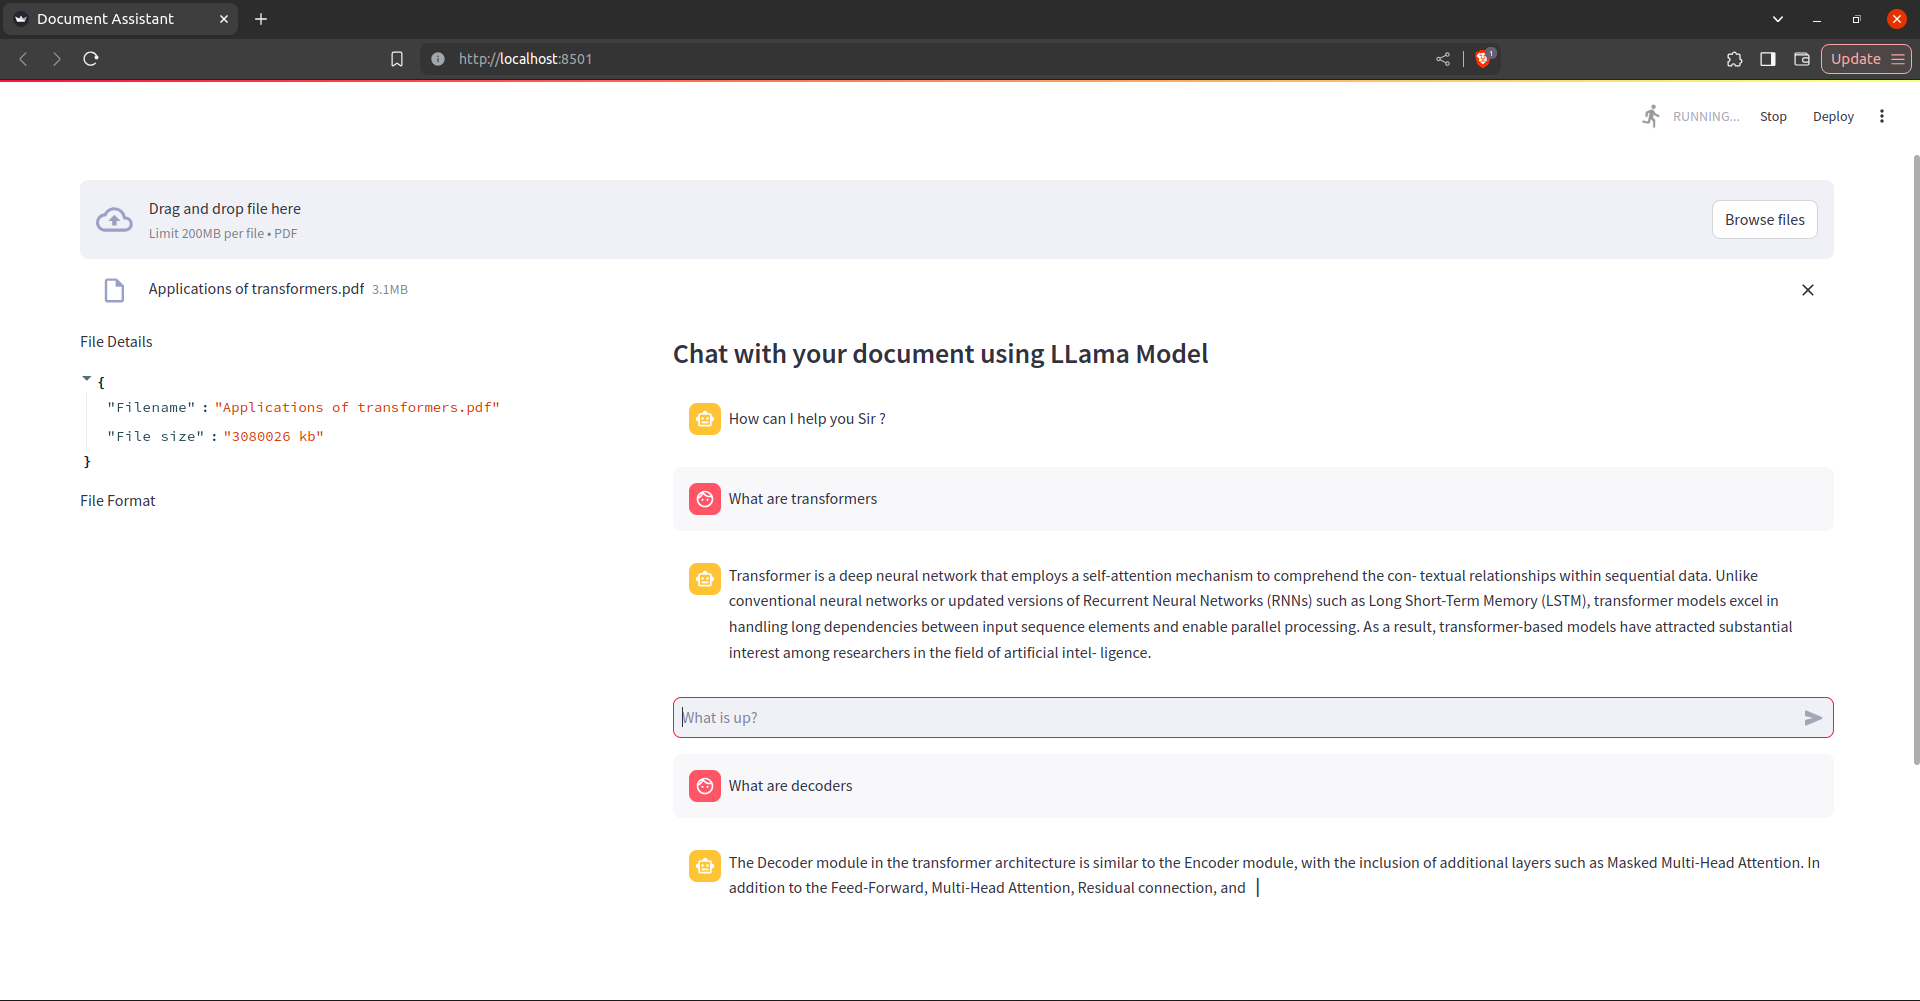 Document Assistant
http://localhost:8501
1
Update
RUNNING...
Stop
Deploy
Drag and drop file here
Limit 200MB per file • PDF
Browse files
Applications of transformers.pdf 3.1MB
File Details
{
"Filename" : "Applications of transformers.pdf"
"File size" : "3080026 kb"
}
File Format
Chat with your document using LLama Model
How can I help you Sir ?
What are transformers
Transformer is a deep neural network that employs a self-attention mechanism to comprehend the con- textual relationships within sequential data. Unlike
conventional neural networks or updated versions of Recurrent Neural Networks (RNNs) such as Long Short-Term Memory (LSTM), transformer models excel in
handling long dependencies between input sequence elements and enable parallel processing. As a result, transformer-based models have attracted substantial
interest among researchers in the field of artificial intel- ligence.
What is up?
What are decoders
The Decoder module in the transformer architecture is similar to the Encoder module, with the inclusion of additional layers such as Masked Multi-Head Attention. In
addition to the Feed-Forward, Multi-Head Attention, Residual connection, and